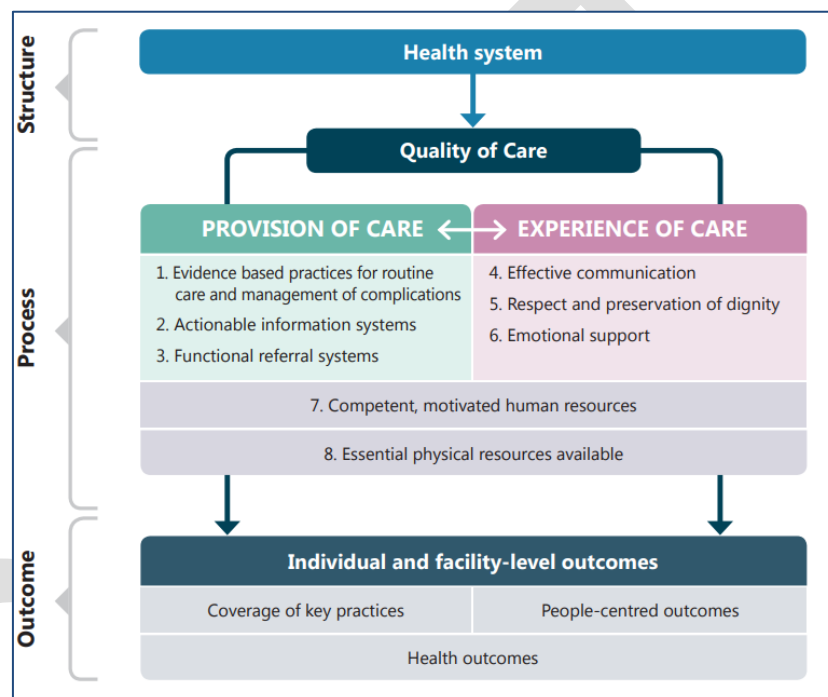 Structure
Health system
Process
Quality of Care
PROVISION OF CARE
EXPERIENCE OF CARE
1. Evidence based practices for routine
care and management of complications
2. Actionable information systems
3. Functional referral systems
4. Effective communication
5. Respect and preservation of dignity
6. Emotional support
7. Competent, motivated human resources
8. Essential physical resources available
Outcome
Individual and facility-level outcomes
Coverage of key practices
People-centred outcomes
Health outcomes